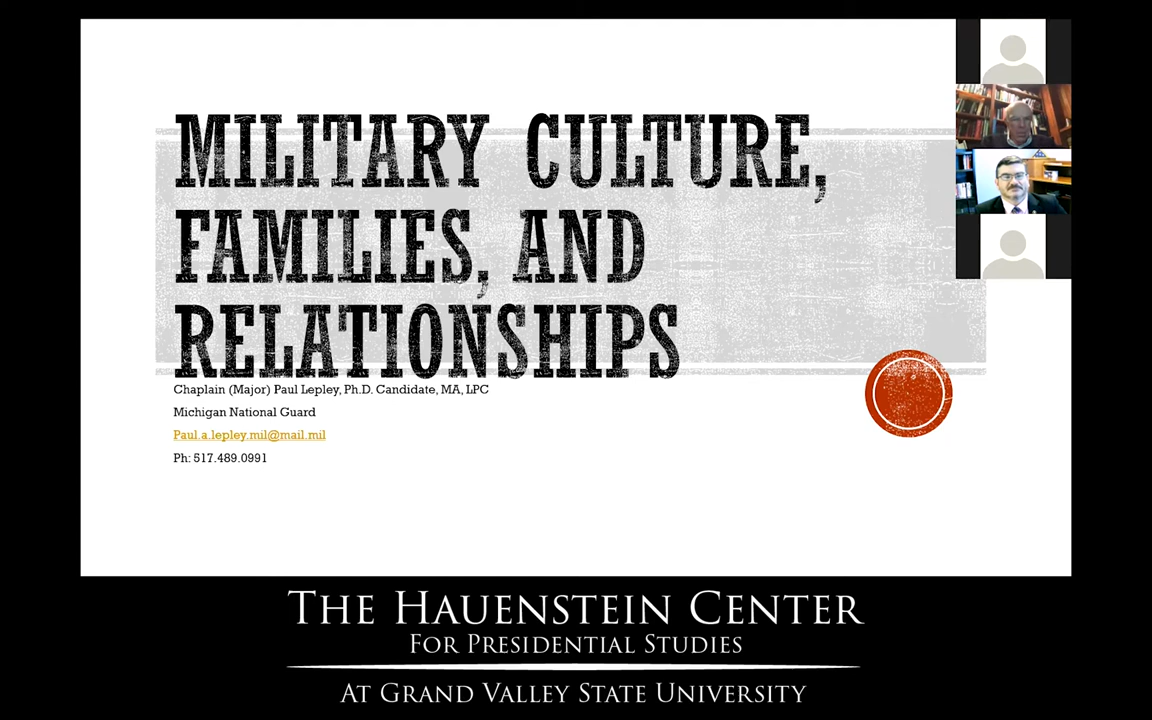 MILITARY CULTURE,
FAMILIES, AND
RELATIONSHIPS
Chaplain (Major) Paul Lepley, Ph.D. Candidate, MA, LPC
Michigan National Guard
Paul.a.lepley.mil@mail.mil
Ph: 517.489.0991
THE HAUENSTEIN CENTER
FOR PRESIDENTIAL STUDIES
AT GRAND VALLEY STATE UNIVERSITY